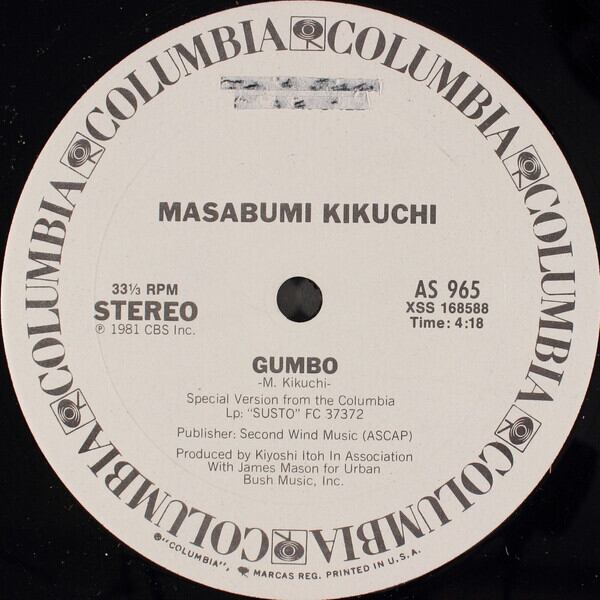 COLUMBIA COLUMBIA COLUMBIA COLUMBIA COLUMBIA COLUMBIA COLUMBIA COLUMBIA
MASABUMI KIKUCHI
33⅓ RPM
STEREO
℗ 1981 CBS Inc.
AS 965
XSS 168588
Time: 4:18
GUMBO
-M. Kikuchi-
Special Version from the Columbia
Lp: "SUSTO" FC 37372
Publisher: Second Wind Music (ASCAP)
Produced by Kiyoshi Itoh In Association
With James Mason for Urban
Bush Music, Inc.
®"COLUMBIA", MARCAS REG. PRINTED IN U.S.A.